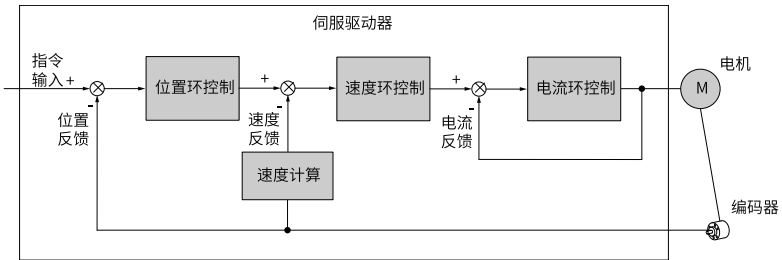 伺服驱动器
指令
输入 +
位置环控制
+
速度环控制
+
电流环控制
电机
M
-
位置
反馈
-
速度
反馈
-
电流
反馈
速度计算
编码器